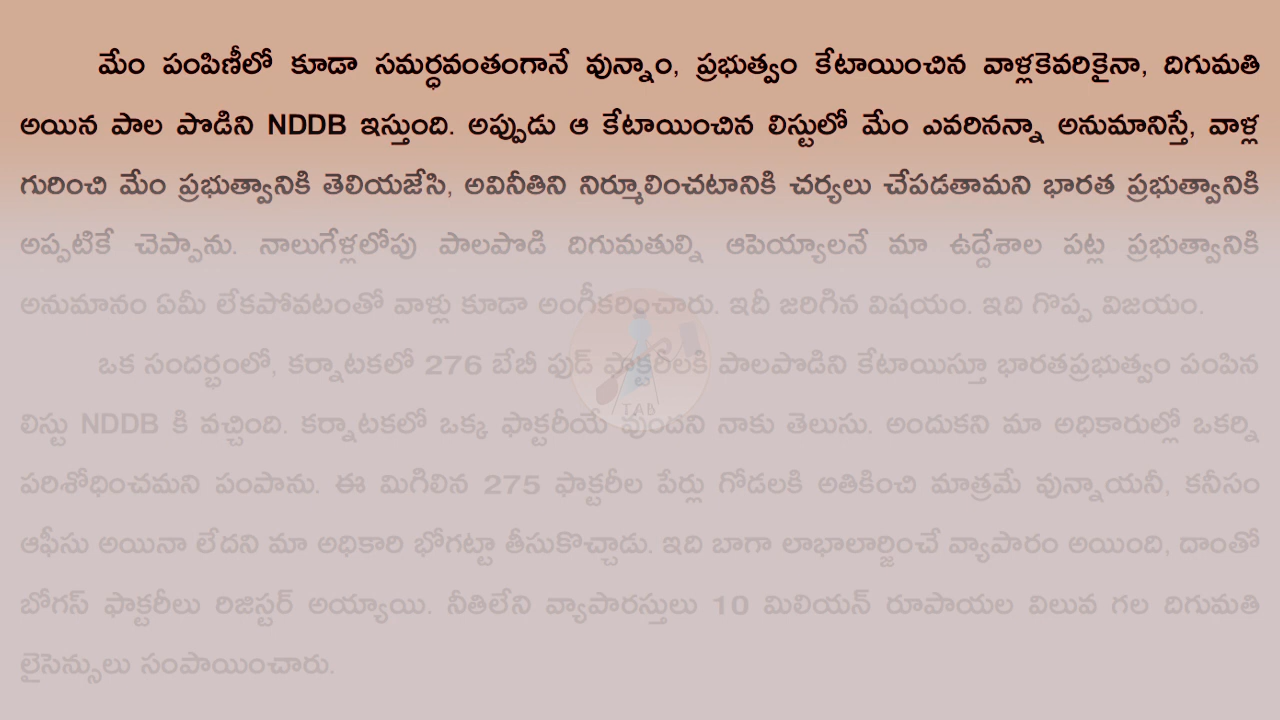 మేం పంపిణీలో కూడా సమర్ధవంతంగానే వున్నాం, ప్రభుత్వం కేటాయించిన వాళ్లకెవరికైనా, దిగుమతి
అయిన పాల పొడిని NDDB ఇస్తుంది. అప్పుడు ఆ కేటాయించిన లిస్టులో మేం ఎవరినన్నా అనుమానిస్తే, వాళ్ల
గురించి మేం ప్రభుత్వానికి తెలియజేసి, అవినీతిని నిర్మూలించటానికి చర్యలు చేపడతామని భారత ప్రభుత్వానికి
అప్పటికే చెప్పాను. నాలుగేళ్లలోపు పాలపొడి దిగుమతుల్ని ఆపెయ్యాలనే మా ఉద్దేశాల పట్ల ప్రభుత్వానికి
అనుమానం ఏమీ లేకపోవటంతో వాళ్లు కూడా అంగీకరించారు. ఇదీ జరిగిన విషయం. ఇది గొప్ప విజయం.
ఒక సందర్భంలో, కర్నాటకలో 276 బేబీ ఫుడ్ ఫాక్టరీలకి పాలపొడిని కేటాయిస్తూ భారతప్రభుత్వం పంపిన
లిస్టు NDDB కి వచ్చింది. కర్నాటకలో ఒక్క ఫాక్టరీయే వుందని నాకు తెలుసు. అందుకని మా అధికారుల్లో ఒకర్ని
పరిశోధించమని పంపాను. ఈ మిగిలిన 275 ఫాక్టరీల పేర్లు గోడలకి అతికించి మాత్రమే వున్నాయనీ, కనీసం
ఆఫీసు అయినా లేదని మా అధికారి భోగట్టా తీసుకొచ్చాడు. ఇది బాగా లాభాలార్జించే వ్యాపారం అయింది, దాంతో
బోగస్ ఫాక్టరీలు రిజిస్టర్ అయ్యాయి. నీతిలేని వ్యాపారస్తులు 10 మిలియన్ రూపాయల విలువ గల దిగుమతి
లైసెన్సులు సంపాయించారు.
TAB